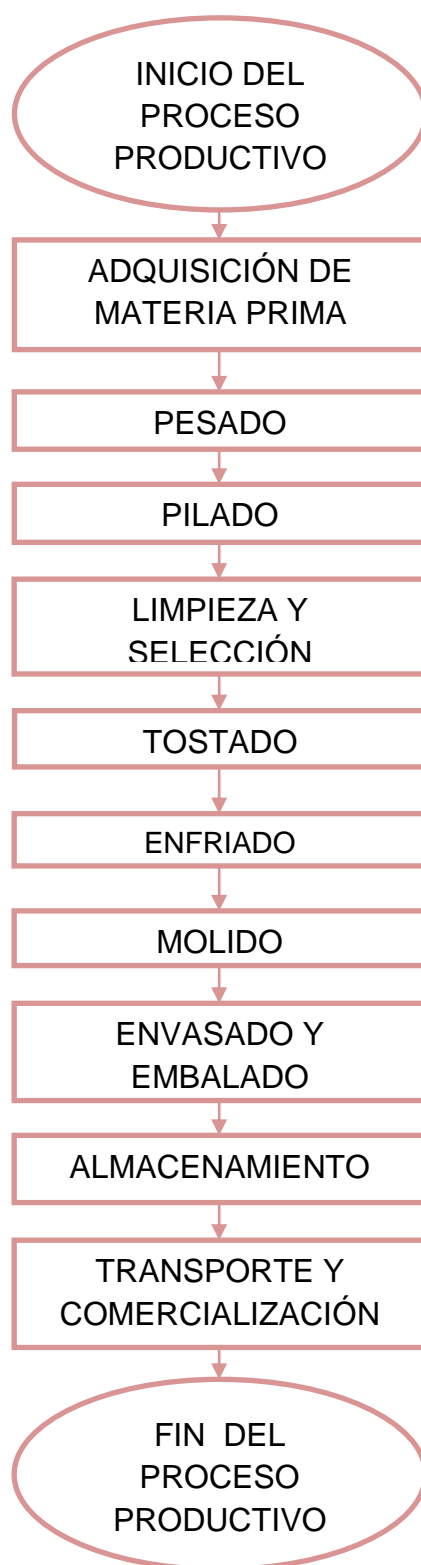 INICIO DEL
PROCESO
PRODUCTIVO
ADQUISICIÓN DE
MATERIA PRIMA
PESADO
PILADO
LIMPIEZA Y
SELECCIÓN
TOSTADO
ENFRIADO
MOLIDO
ENVASADO Y
EMBALADO
ALMACENAMIENTO
TRANSPORTE Y
COMERCIALIZACIÓN
FIN DEL
PROCESO
PRODUCTIVO